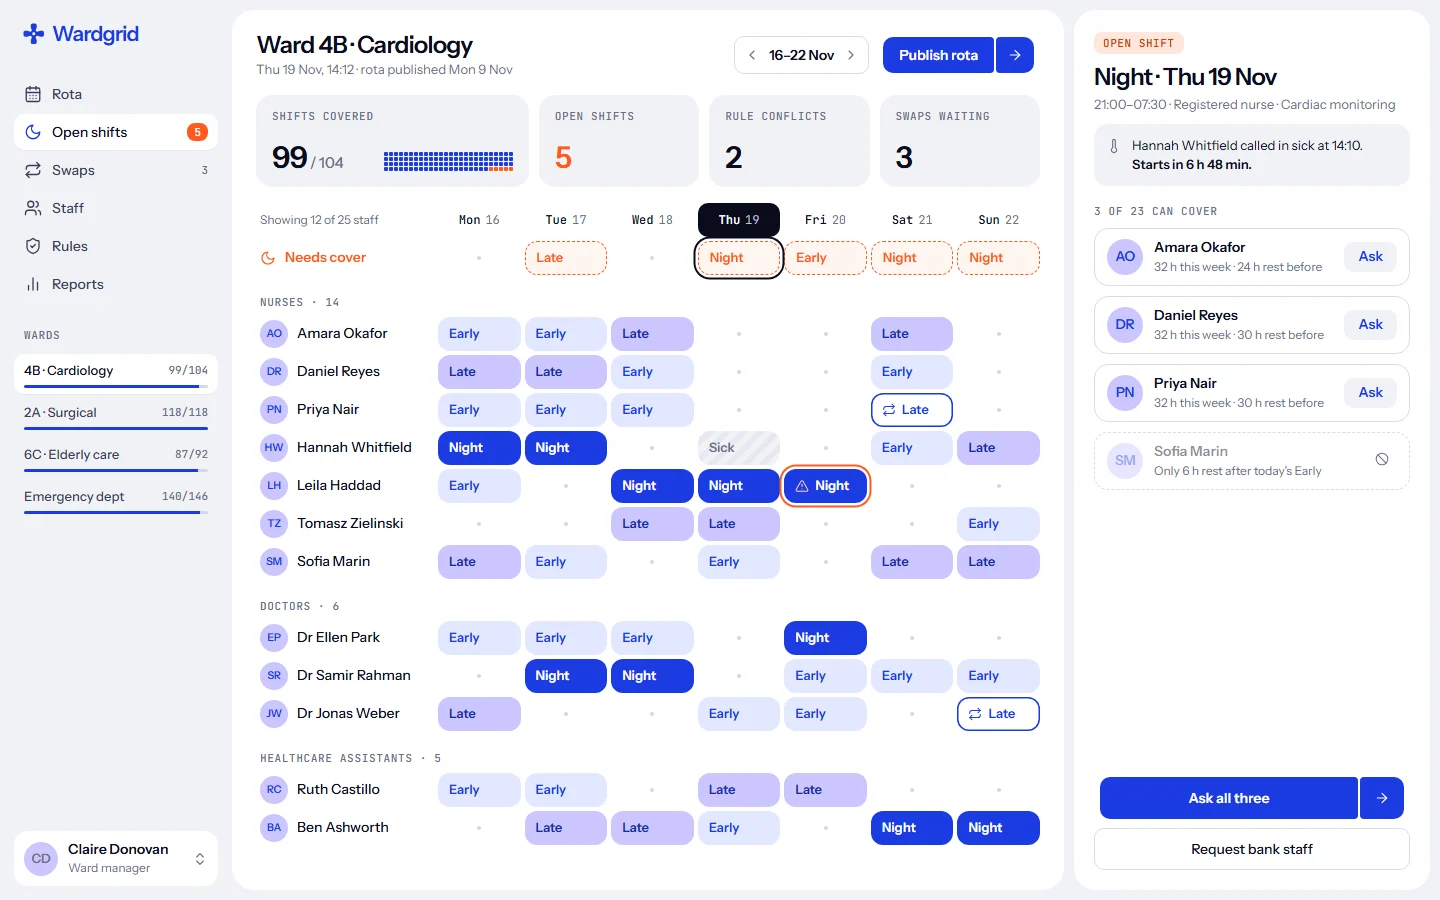 Wardgrid
Rota
Open shifts 5
Swaps 3
Staff
Rules
Reports
WARDS
4B · Cardiology 99/104
2A · Surgical 118/118
6C · Elderly care 87/92
Emergency dept 140/146
CD Claire Donovan
Ward manager
Ward 4B · Cardiology
Thu 19 Nov, 14:12 · rota published Mon 9 Nov
16–22 Nov
Publish rota
SHIFTS COVERED
99 / 104
OPEN SHIFTS
5
RULE CONFLICTS
2
SWAPS WAITING
3
Showing 12 of 25 staff Mon 16 Tue 17 Wed 18 Thu 19 Fri 20 Sat 21 Sun 22
Needs cover Late Night Early Night Night
NURSES · 14
AO Amara Okafor Early Early Late Late
DR Daniel Reyes Late Late Early Early
PN Priya Nair Early Early Early Late
HW Hannah Whitfield Night Night Sick Early Late
LH Leila Haddad Early Night Night Night
TZ Tomasz Zielinski Late Late Early
SM Sofia Marin Late Early Early Late Late
DOCTORS · 6
EP Dr Ellen Park Early Early Early Night
SR Dr Samir Rahman Night Night Early Early Early
JW Dr Jonas Weber Late Early Early Late
HEALTHCARE ASSISTANTS · 5
RC Ruth Castillo Early Early Late Late
BA Ben Ashworth Late Late Early Night Night
OPEN SHIFT
Night · Thu 19 Nov
21:00–07:30 · Registered nurse · Cardiac monitoring
Hannah Whitfield called in sick at 14:10.
Starts in 6 h 48 min.
3 OF 23 CAN COVER
AO Amara Okafor
32 h this week · 24 h rest before
Ask
DR Daniel Reyes
32 h this week · 30 h rest before
Ask
PN Priya Nair
32 h this week · 30 h rest before
Ask
SM Sofia Marin
Only 6 h rest after today's Early
Ask all three
Request bank staff